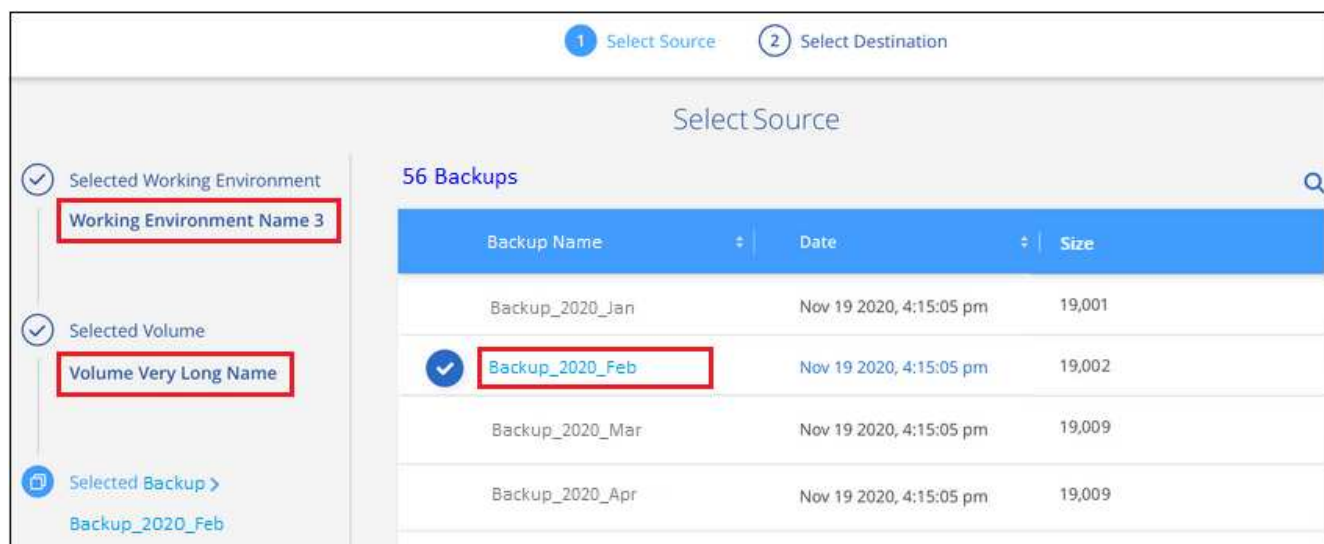 1 Select Source 2 Select Destination
Select Source
Selected Working Environment
Working Environment Name 3
Selected Volume
Volume Very Long Name
Selected Backup >
Backup_2020_Feb
56 Backups
Backup Name Date Size
Backup_2020_Jan Nov 19 2020, 4:15:05 pm 19,001
Backup_2020_Feb Nov 19 2020, 4:15:05 pm 19,002
Backup_2020_Mar Nov 19 2020, 4:15:05 pm 19,009
Backup_2020_Apr Nov 19 2020, 4:15:05 pm 19,009